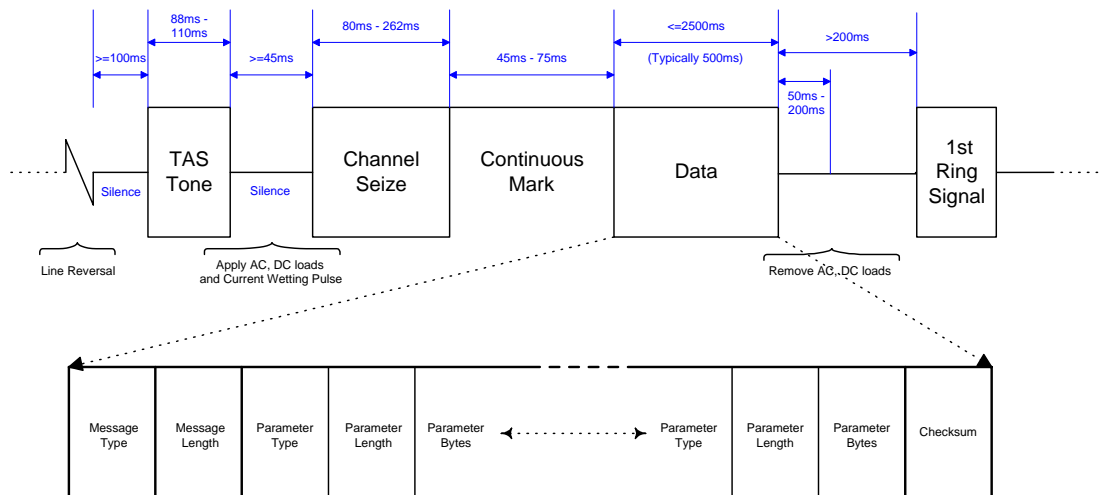 88ms -
110ms
80ms - 262ms
<=2500ms
>=100ms
>=45ms
45ms - 75ms
(Typically 500ms)
>200ms
50ms -
200ms
TAS
Tone
Channel
Seize
Continuous
Mark
Data
1st
Ring
Signal
Silence
Silence
Line Reversal
Apply AC, DC loads
and Current Wetting Pulse
Remove AC, DC loads
Message
Type
Message
Length
Parameter
Type
Parameter
Length
Parameter
Bytes
Parameter
Type
Parameter
Length
Parameter
Bytes
Checksum